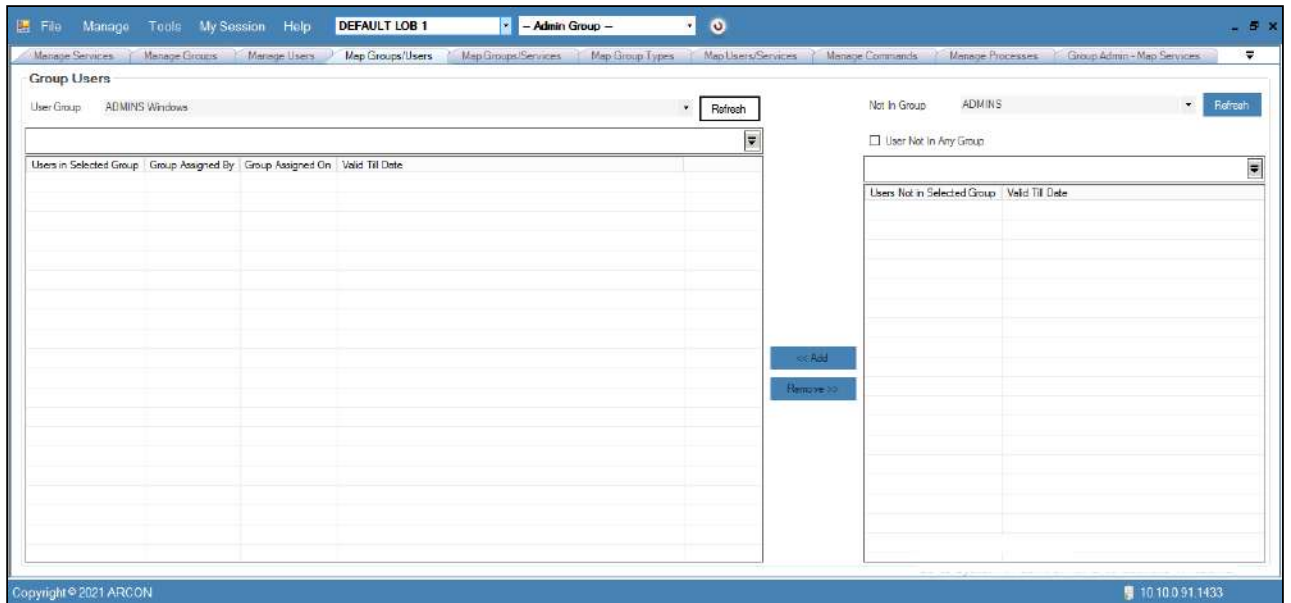 File Manage Tools My Session Help DEFAULT LOB 1 -- Admin Group --
Manage Services Manage Groups Manage Users Map Groups/Users Map Groups/Services Map Group Types Map Users/Services Manage Commands Manage Processes Group Admin - Map Services
Group Users
User Group ADMINS Windows Refresh Not In Group ADMINS Refresh
User Not In Any Group
Users in Selected Group Group Assigned By Group Assigned On Valid Till Date
Users Not in Selected Group Valid Till Date
<< Add
Remove >>
Copyright © 2021 ARCON 10.10.0.91,1433